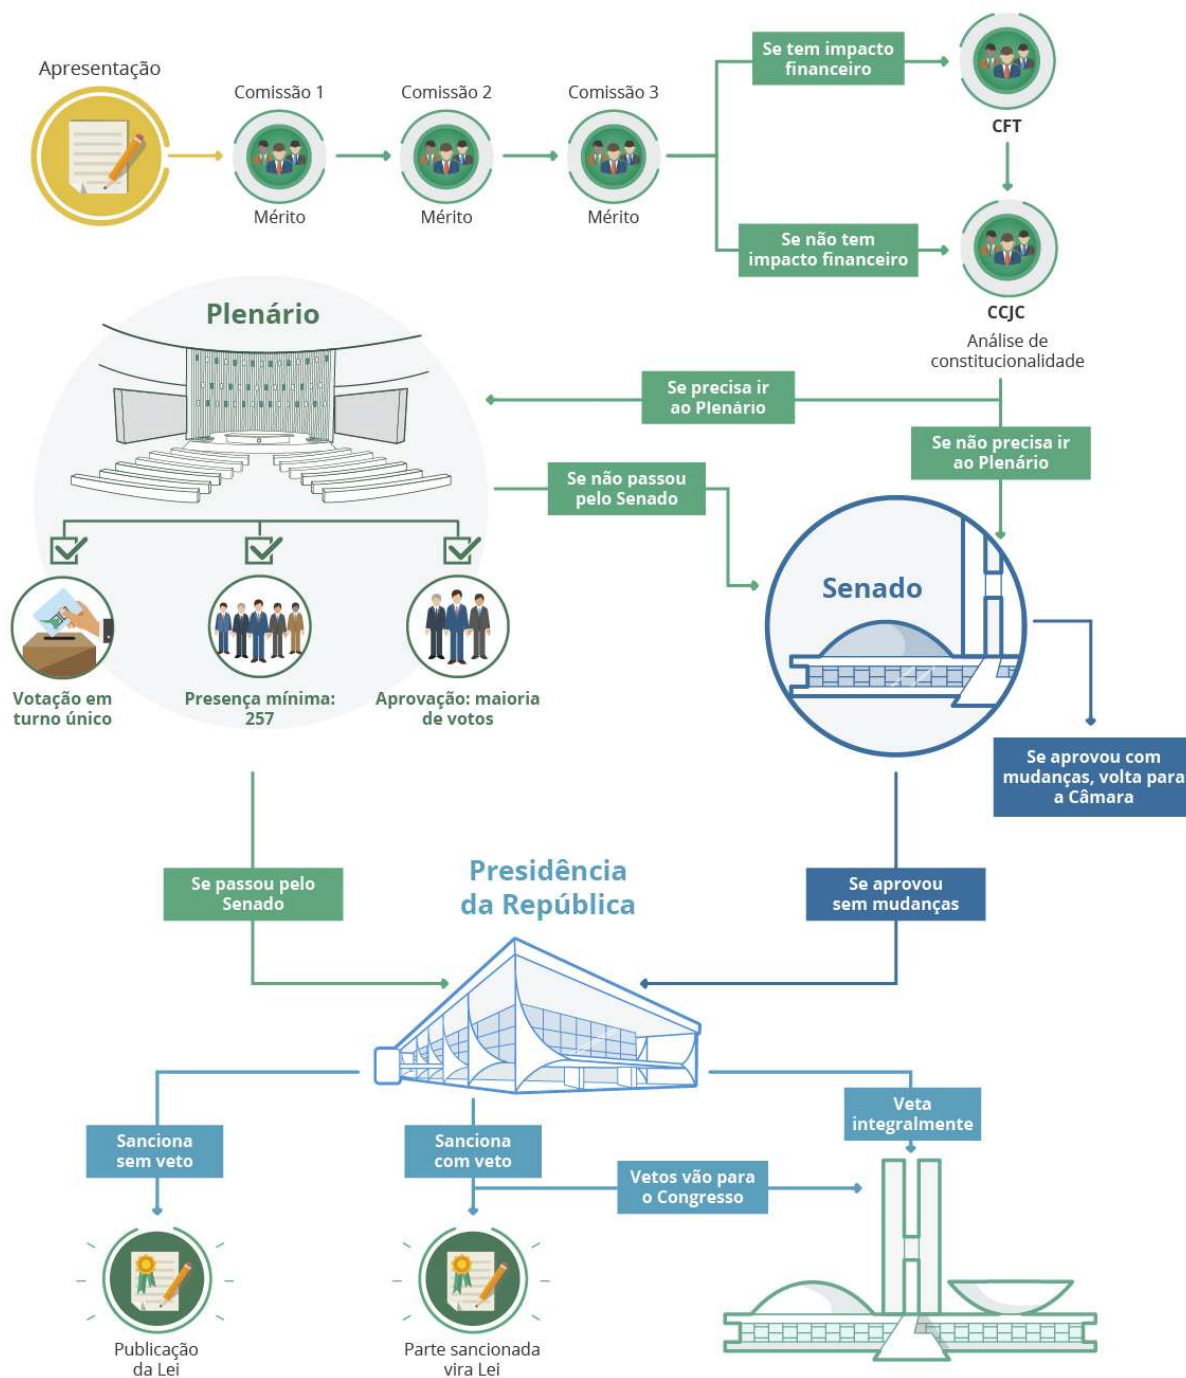 Apresentação
Comissão 1
Mérito
Comissão 2
Mérito
Comissão 3
Mérito
Se tem impacto
financeiro
CFT
Se não tem
impacto financeiro
CCJC
Análise de
constitucionalidade
Se precisa ir
ao Plenário
Se não precisa ir
ao Plenário
Plenário
Se não passou
pelo Senado
Votação em
turno único
Presença mínima:
257
Aprovação: maioria
de votos
Senado
Se aprovou com
mudanças, volta para
a Câmara
Se passou pelo
Senado
Se aprovou
sem mudanças
Presidência
da República
Sanciona
sem veto
Sanciona
com veto
Veta
integralmente
Vetos vão para
o Congresso
Publicação
da Lei
Parte sancionada
vira Lei